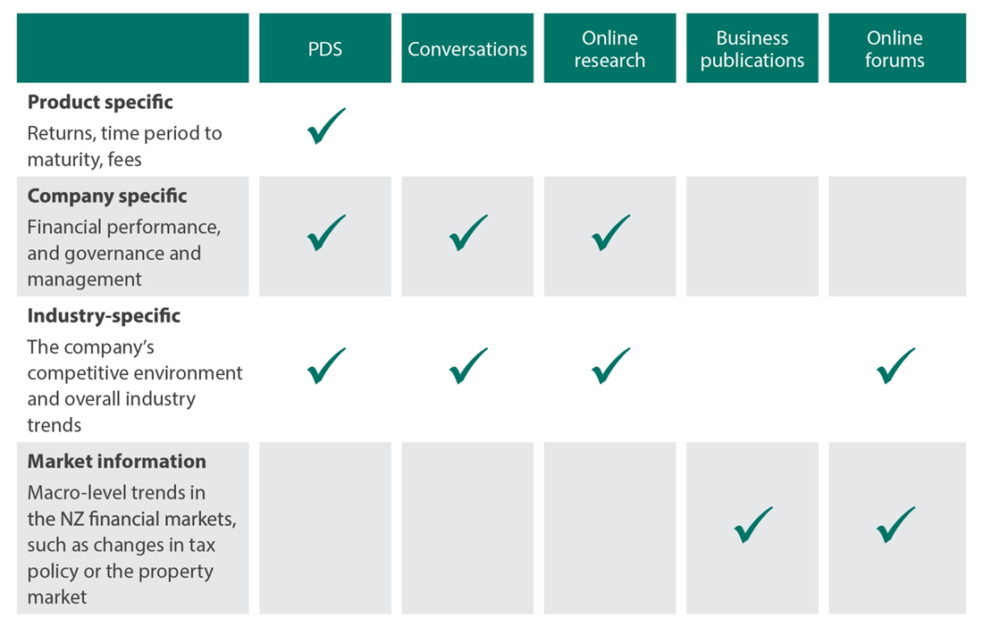 PDS
Conversations
Online
research
Business
publications
Online
forums
Product specific
Returns, time period to
maturity, fees
Company specific
Financial performance,
and governance and
management
Industry-specific
The company’s
competitive environment
and overall industry
trends
Market information
Macro-level trends in
the NZ financial markets,
such as changes in tax
policy or the property
market